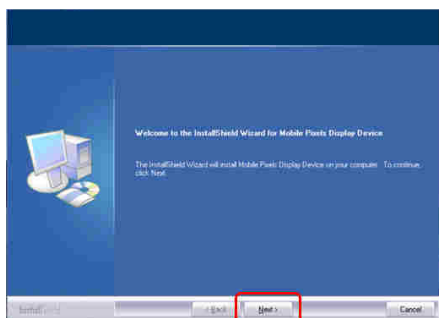 Welcome to the InstallShield Wizard for Mobile Pixels Display Device
The InstallShield Wizard will install Mobile Pixels Display Device on your computer. To continue,
click Next.
InstallShield
< Back
Next >
Cancel